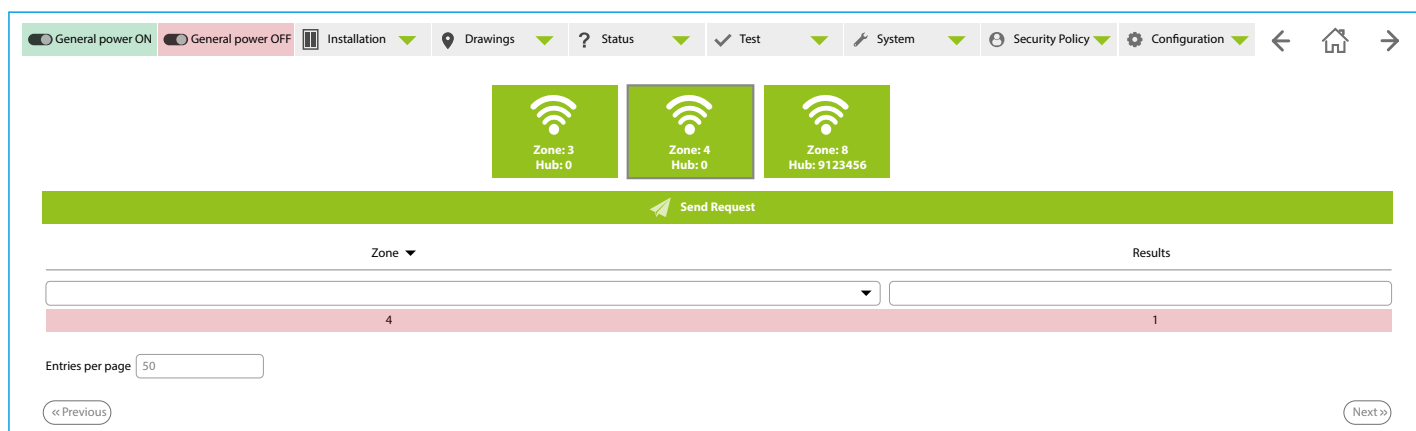 General power ON General power OFF Installation Drawings ? Status Test System Security Policy Configuration
Zone: 3
Hub: 0
Zone: 4
Hub: 0
Zone: 8
Hub: 9123456
Send Request
Zone Results
4 1
Entries per page 50
« Previous Next »